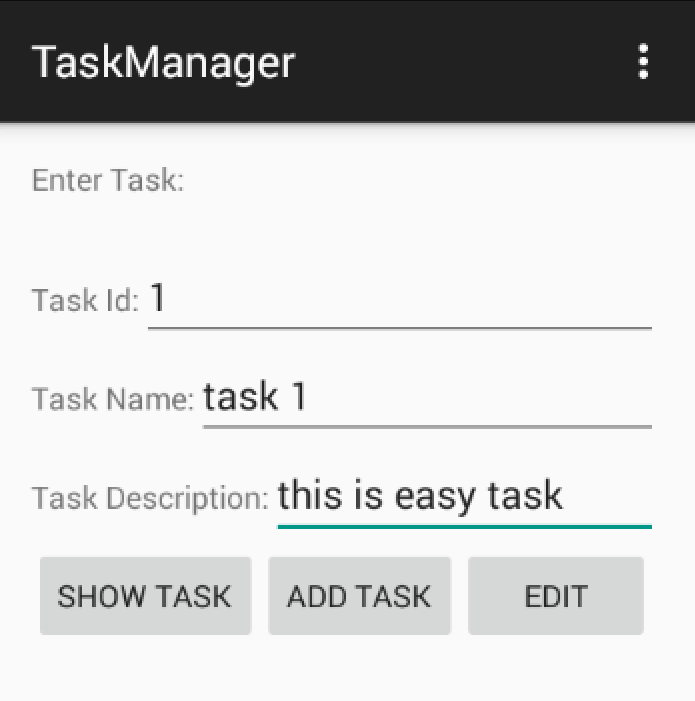 TaskManager
Enter Task:
Task Id: 1
Task Name: task 1
Task Description: this is easy task
SHOW TASK ADD TASK EDIT